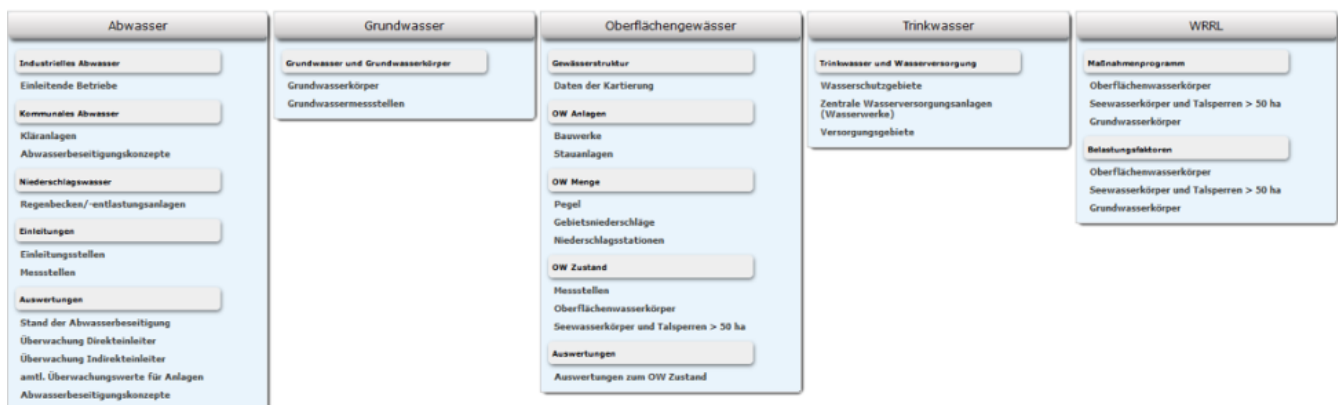 Abwasser
Industrielles Abwasser
Einleitende Betriebe
Kommunales Abwasser
Kläranlagen
Abwasserbeseitigungskonzepte
Niederschlagswasser
Regenbecken/-entlastungsanlagen
Einleitungen
Einleitungsstellen
Messstellen
Auswertungen
Stand der Abwasserbeseitigung
Überwachung Direkteinleiter
Überwachung Indirekteinleiter
amtl. Überwachungswerte für Anlagen
Abwasserbeseitigungskonzepte
Grundwasser
Grundwasser und Grundwasserkörper
Grundwasserkörper
Grundwassermessstellen
Oberflächengewässer
Gewässerstruktur
Daten der Kartierung
OW Anlagen
Bauwerke
Stauanlagen
OW Menge
Pegel
Gebietsniederschläge
Niederschlagsstationen
OW Zustand
Messstellen
Oberflächenwasserkörper
Seewasserkörper und Talsperren > 50 ha
Auswertungen
Auswertungen zum OW Zustand
Trinkwasser
Trinkwasser und Wasserversorgung
Wasserschutzgebiete
Zentrale Wasserversorgungsanlagen
(Wasserwerke)
Versorgungsgebiete
WRRL
Maßnahmenprogramm
Oberflächenwasserkörper
Seewasserkörper und Talsperren > 50 ha
Grundwasserkörper
Belastungsfaktoren
Oberflächenwasserkörper
Seewasserkörper und Talsperren > 50 ha
Grundwasserkörper